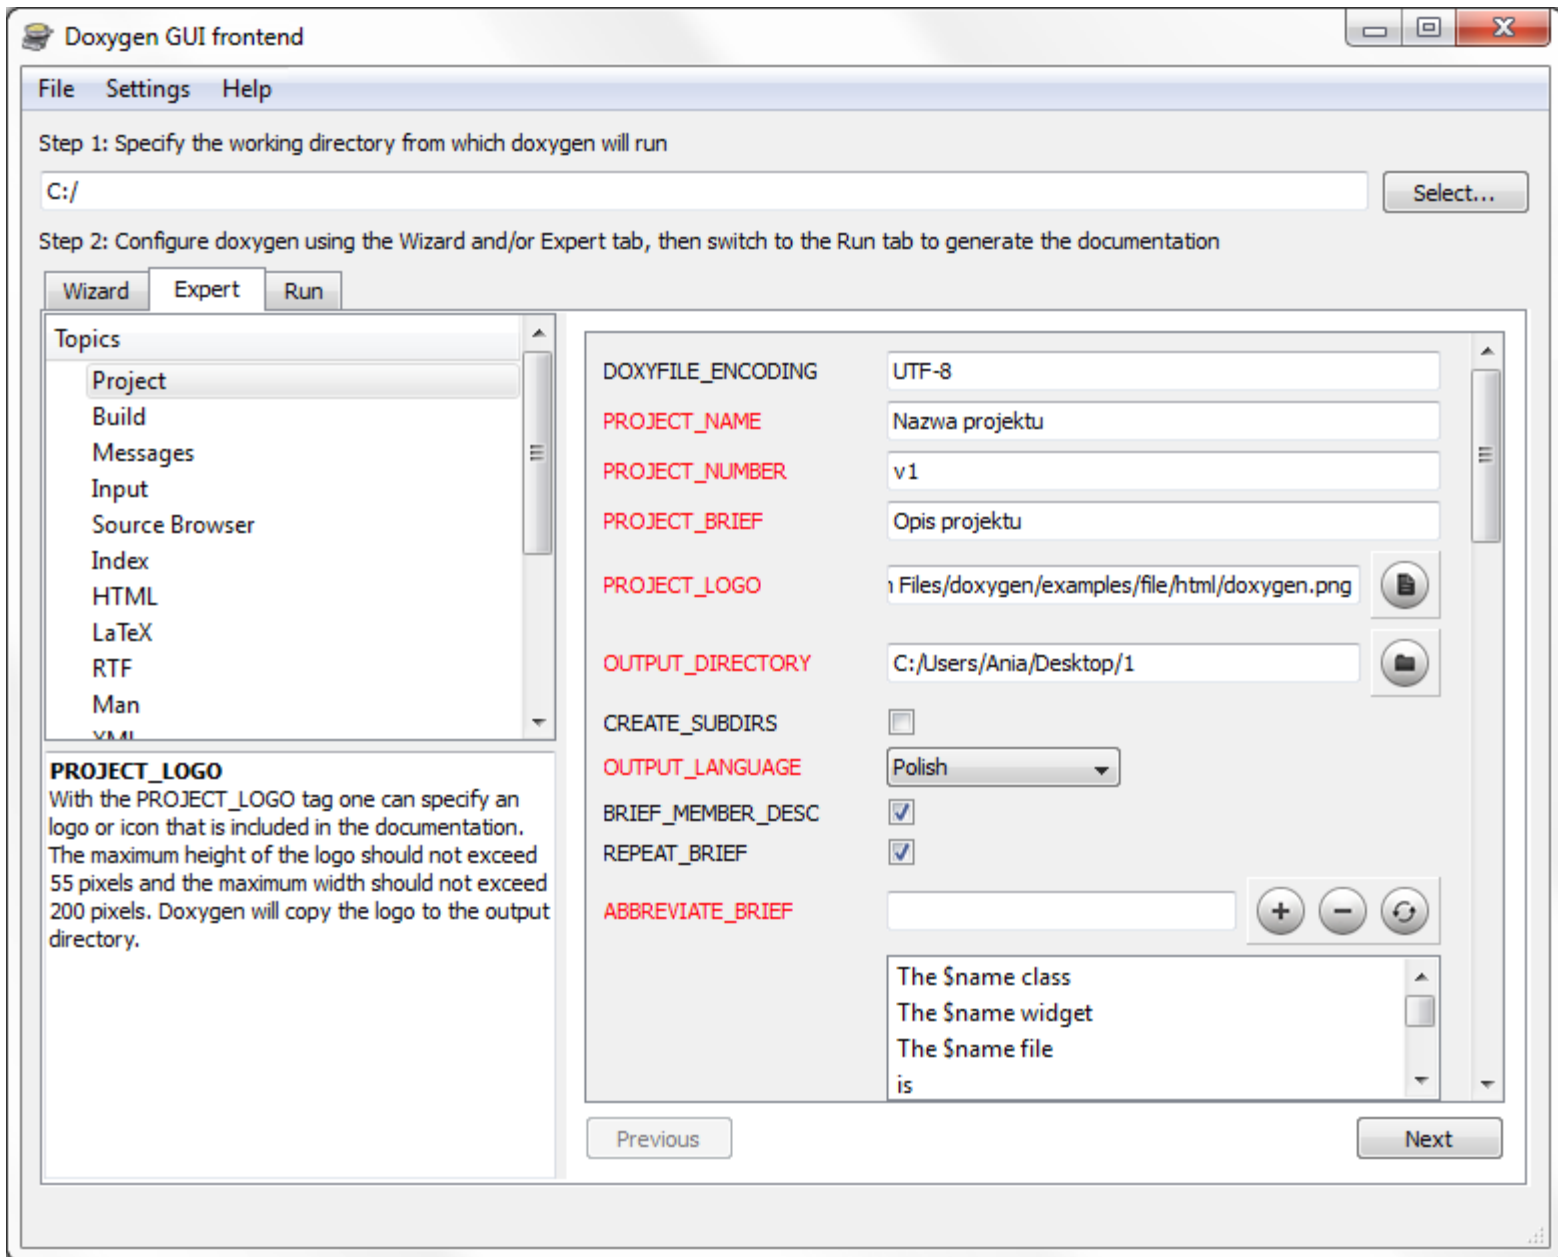 Doxygen GUI frontend
File Settings Help
Step 1: Specify the working directory from which doxygen will run
C:/
Select...
Step 2: Configure doxygen using the Wizard and/or Expert tab, then switch to the Run tab to generate the documentation
Wizard Expert Run
Topics
Project
Build
Messages
Input
Source Browser
Index
HTML
LaTeX
RTF
Man
XML
PROJECT_LOGO
With the PROJECT_LOGO tag one can specify an
logo or icon that is included in the documentation.
The maximum height of the logo should not exceed
55 pixels and the maximum width should not exceed
200 pixels. Doxygen will copy the logo to the output
directory.
DOXYFILE_ENCODING UTF-8
PROJECT_NAME Nazwa projektu
PROJECT_NUMBER v1
PROJECT_BRIEF Opis projektu
PROJECT_LOGO Files/doxygen/examples/file/html/doxygen.png
OUTPUT_DIRECTORY C:/Users/Ania/Desktop/1
CREATE_SUBDIRS
OUTPUT_LANGUAGE Polish
BRIEF_MEMBER_DESC
REPEAT_BRIEF
ABBREVIATE_BRIEF
The $name class
The $name widget
The $name file
is
Previous
Next